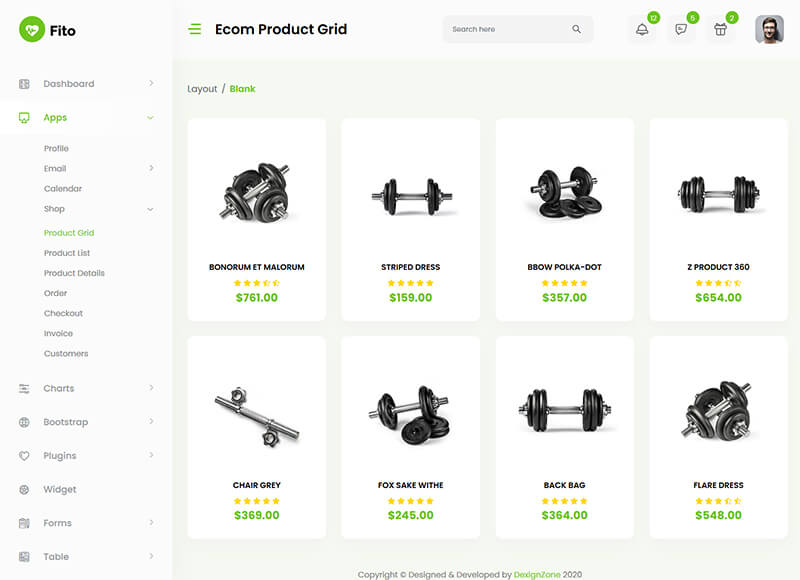 Fito
Ecom Product Grid
Search here
12
5
2
Dashboard
Apps
Profile
Email
Calendar
Shop
Product Grid
Product List
Product Details
Order
Checkout
Invoice
Customers
Charts
Bootstrap
Plugins
Widget
Forms
Table
Layout / Blank
BONORUM ET MALORUM
$761.00
STRIPED DRESS
$159.00
BBOW POLKA-DOT
$357.00
Z PRODUCT 360
$654.00
CHAIR GREY
$369.00
FOX SAKE WITHE
$245.00
BACK BAG
$364.00
FLARE DRESS
$548.00
Copyright © Designed & Developed by DexignZone 2020